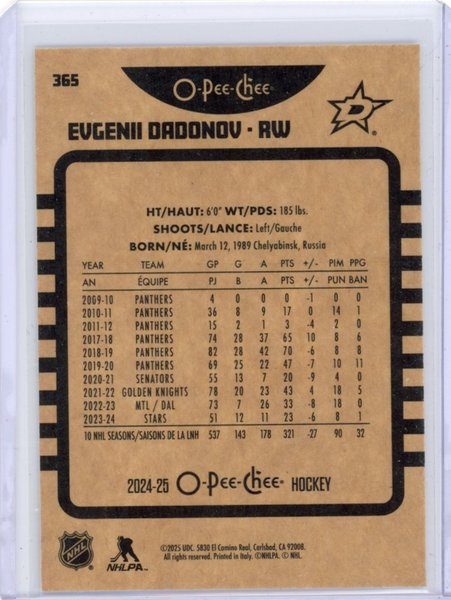 365
O-Pee-Chee®
D
EVGENII DADONOV - RW
HT/HAUT: 6'0" WT/PDS: 185 lbs.
SHOOTS/LANCE: Left/Gauche
BORN/NÉ: March 12, 1989 Chelyabinsk, Russia
YEAR TEAM GP G A PTS +/- PIM PPG
AN ÉQUIPE PJ B A PTS +/- PUN BAN
2009-10 PANTHERS 4 0 0 0 -1 0 0
2010-11 PANTHERS 36 8 9 17 0 14 1
2011-12 PANTHERS 15 2 1 3 -4 2 0
2017-18 PANTHERS 74 28 37 65 10 8 6
2018-19 PANTHERS 82 28 42 70 -6 8 8
2019-20 PANTHERS 69 25 22 47 -7 10 11
2020-21 SENATORS 55 13 7 20 -9 4 0
2021-22 GOLDEN KNIGHTS 78 20 23 43 4 18 5
2022-23 MTL / DAL 73 7 26 33 -8 18 0
2023-24 STARS 51 12 11 23 -6 8 1
10 NHL SEASONS/SAISONS DE LA LNH 537 143 178 321 -27 90 32
2024-25 O-Pee-Chee® HOCKEY
NHL
NHLPA
©2025 UDC. 5830 El Camino Real, Carlsbad, CA 92008.
All rights reserved. Printed in Italy. ©NHLPA. © NHL.